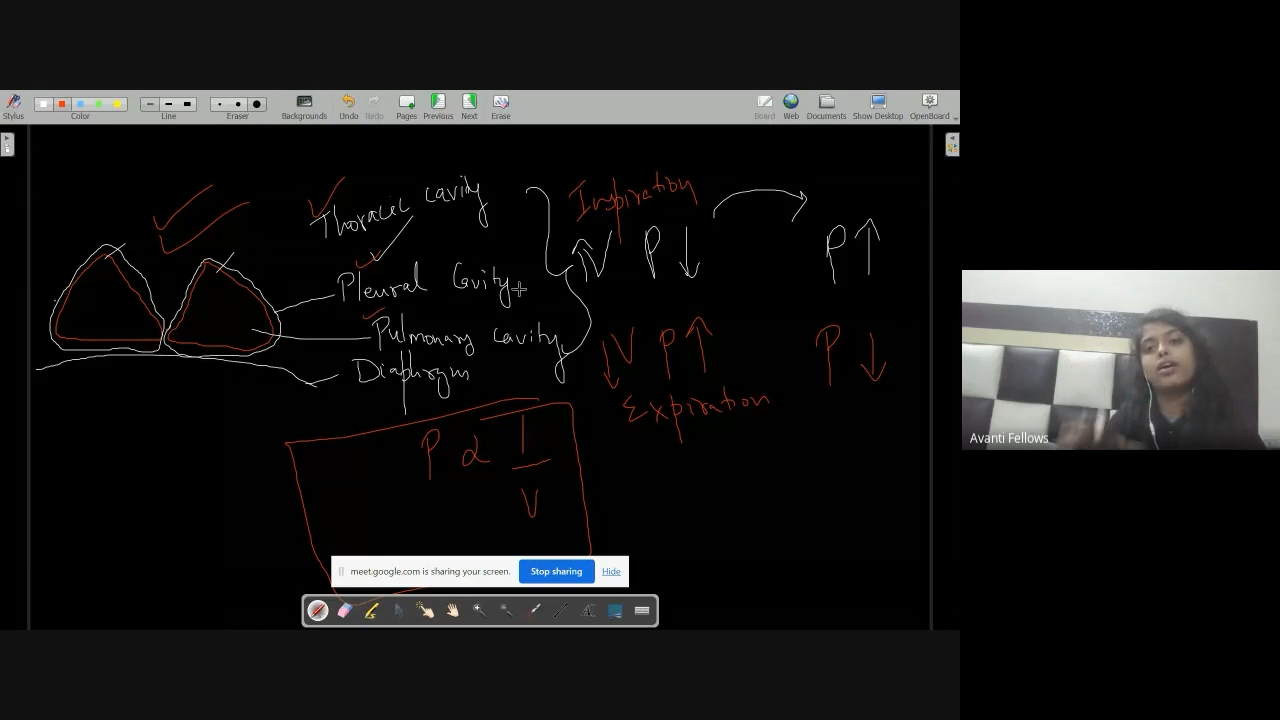 Stylus Color Line Eraser Backgrounds Undo Redo Pages Previous Next Erase Board Web Documents Show Desktop OpenBoard
Thoracic cavity
Pleural Cavity
Pulmonary cavity
Diaphrgm
Inspiration
↑V P↓ P↑
↓V P↑ P↓
Expiration
P ∝ 1
V
meet.google.com is sharing your screen. Stop sharing Hide
Avanti Fellows